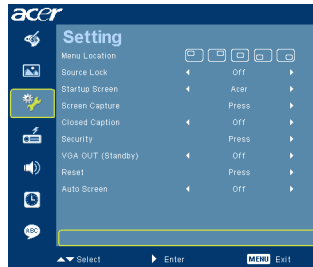 acer
Setting
Menu Location
Source Lock Off
Startup Screen Acer
Screen Capture Press
Closed Caption Off
Security Press
VGA OUT (Standby) Off
Reset Press
Auto Screen Off
ABC
Select Enter MENU Exit